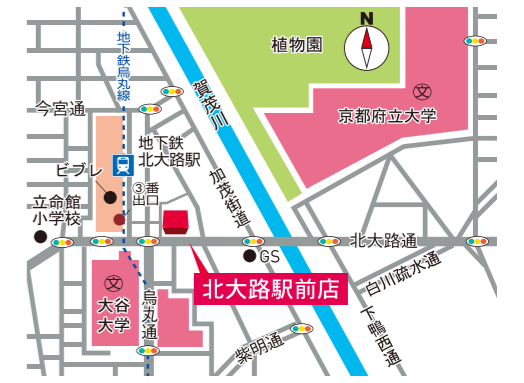 N
植物園
地下鉄烏丸線
賀茂川
今宮通
文
京都府立大学
地下鉄
北大路駅
ビブレ
③番
出口
加茂街道
立命館
小学校
北大路通
GS
文
大谷
大学
北大路駅前店
白川疏水通
烏丸通
下鴨西通
紫明通